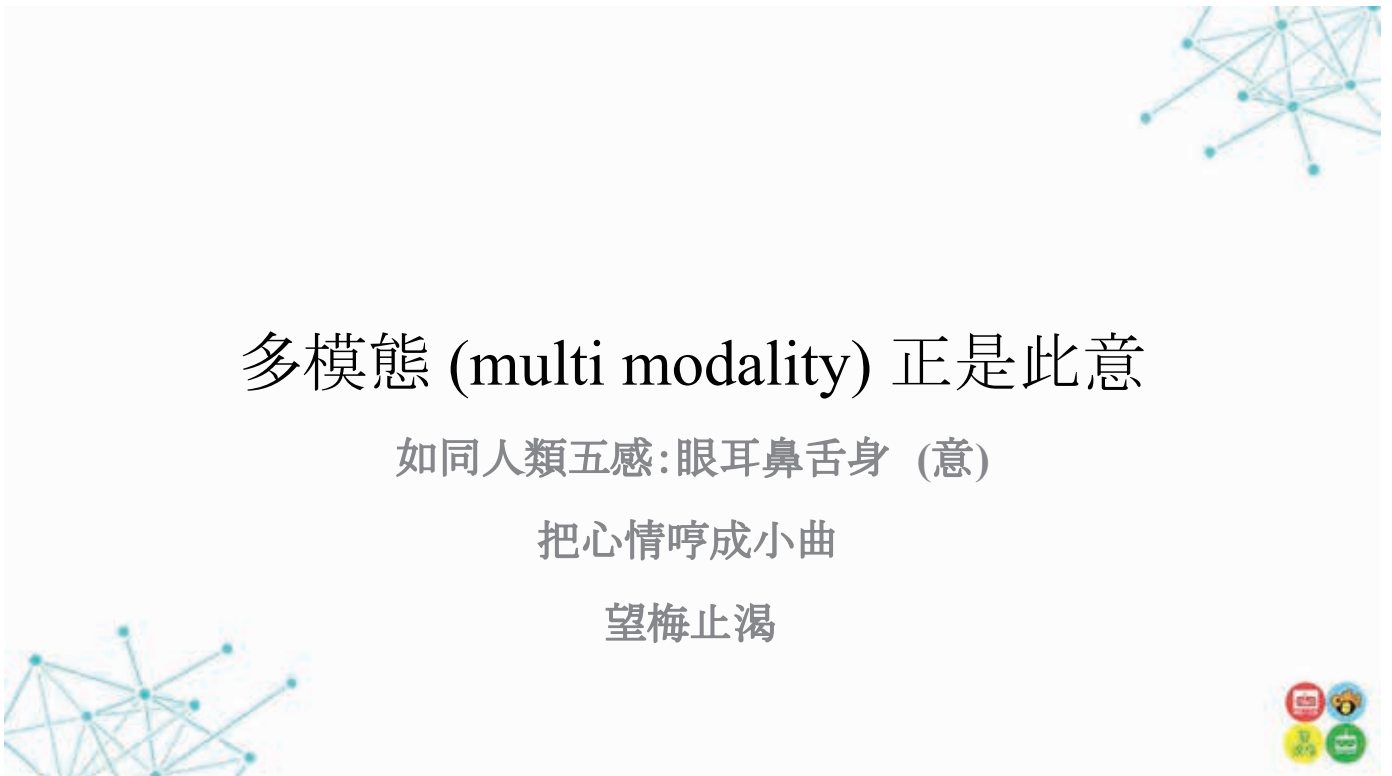 多模態 (multi modality) 正是此意
如同人類五感：眼耳鼻舌身 (意)
把心情哼成小曲
望梅止渴